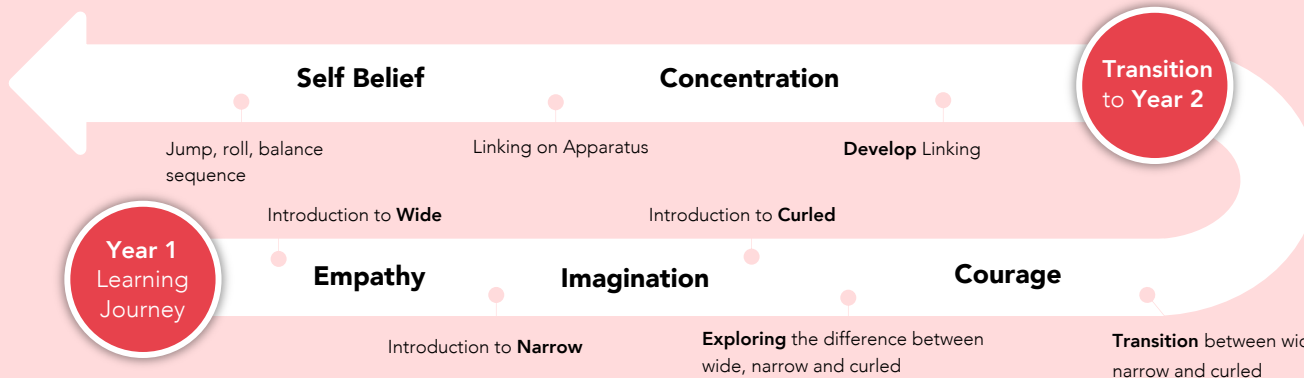 Self Belief
Concentration
Transition
to Year 2
Jump, roll, balance
sequence
Linking on Apparatus
Develop Linking
Introduction to Wide
Introduction to Curled
Year 1
Learning
Journey
Empathy
Imagination
Courage
Introduction to Narrow
Exploring the difference between
wide, narrow and curled
Transition between
narrow and curled